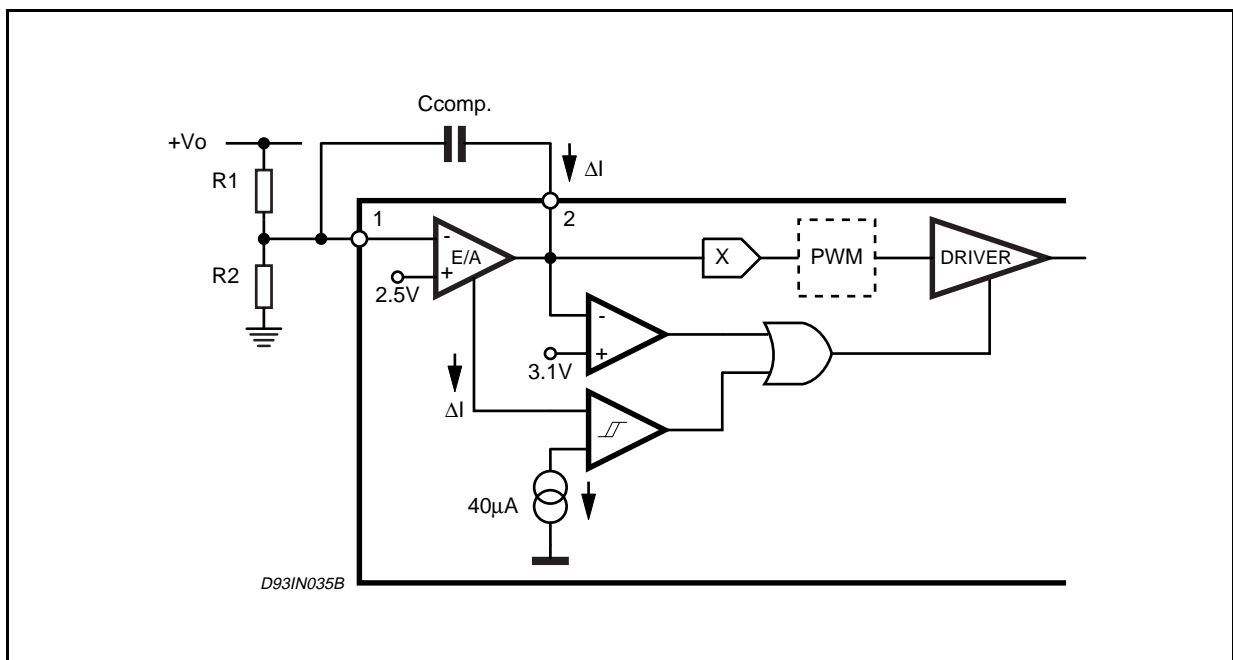 Ccomp.
+Vo
ΔI
R1
1
2
-
E/A
X
PWM
DRIVER
R2
+
2.5V
-
+
3.1V
ΔI
40µA
D93IN035B